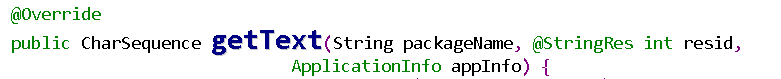 @Override
public CharSequence getText(String packageName, @StringRes int resid,
ApplicationInfo appInfo) {